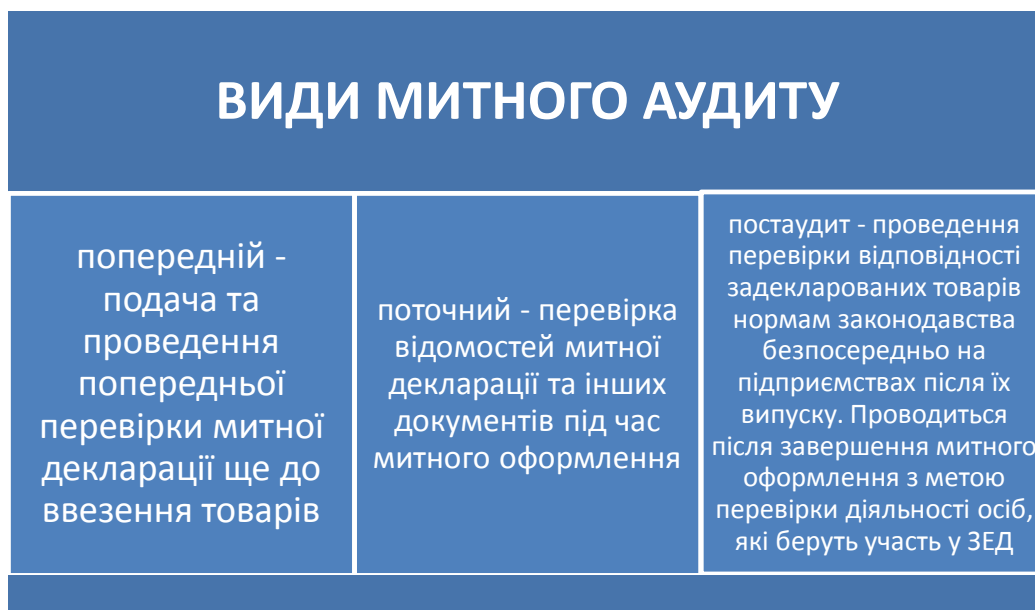 ВИДИ МИТНОГО АУДИТУ
попередній -
подача та
проведення
попередньої
перевірки митної
декларації ще до
ввезення товарів
поточний - перевірка
відомостей митної
декларації та інших
документів під час
митного оформлення
постаудит - проведення
перевірки відповідності
задекларованих товарів
нормам законодавства
безпосередньо на
підприємствах після їх
випуску. Проводиться
після завершення митного
оформлення з метою
перевірки діяльності осіб,
які беруть участь у ЗЕД